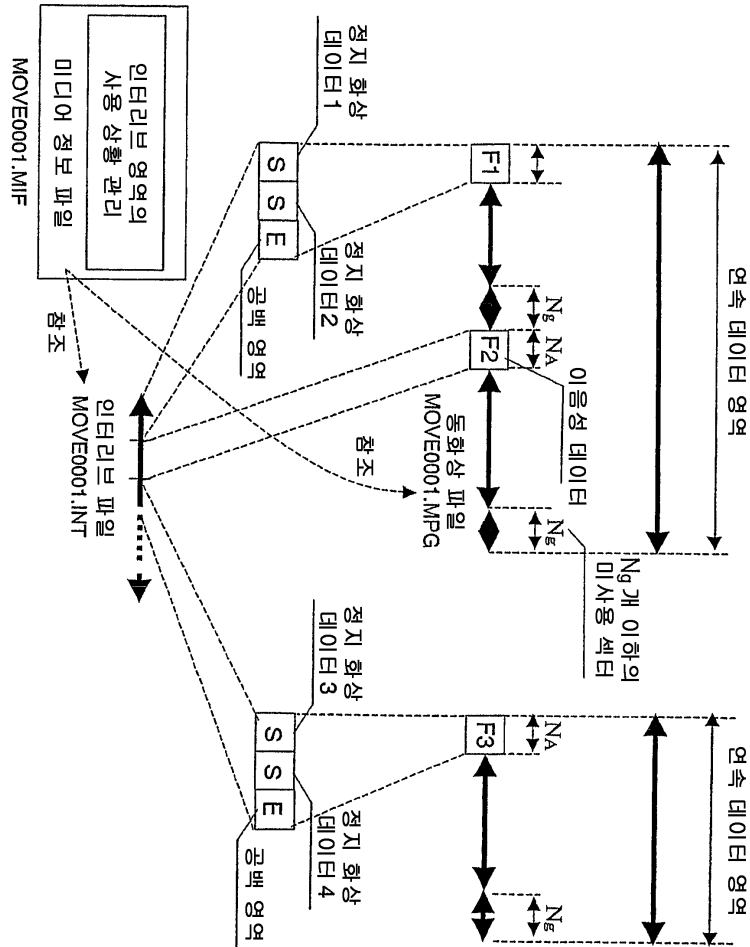 연속 데이터 영역
연속 데이터 영역
N_g개 이하의
미사용 섹터
이음성 데이터
N_g
N_A
N_g
N_A
N_g
F1
F2
F3
동화상 파일
MOVE0001.MPG
참조
정지 화상
데이터1
정지 화상
데이터2
공백 영역
S
S
E
정지 화상
데이터 3
정지 화상
데이터 4
공백 영역
S
S
E
인터리브 파일
MOVE0001.INT
참조
인터리브 영역의
사용 상황 관리
미디어 정보 파일
MOVE0001.MIF